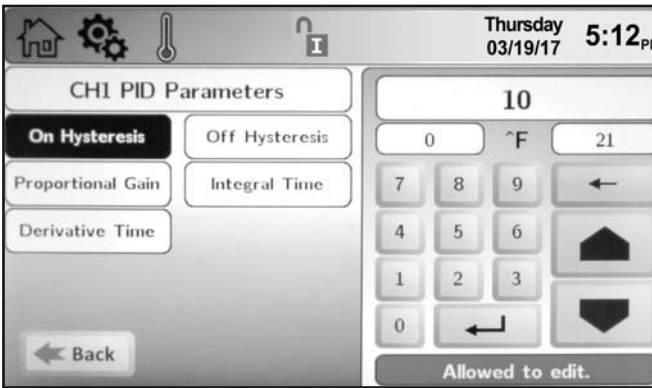 I
Thursday
03/19/17
5:12 PM
CH1 PID Parameters
On Hysteresis
Off Hysteresis
Proportional Gain
Integral Time
Derivative Time
Back
10
0
^F
21
7 8 9
4 5 6
1 2 3
0
Allowed to edit.